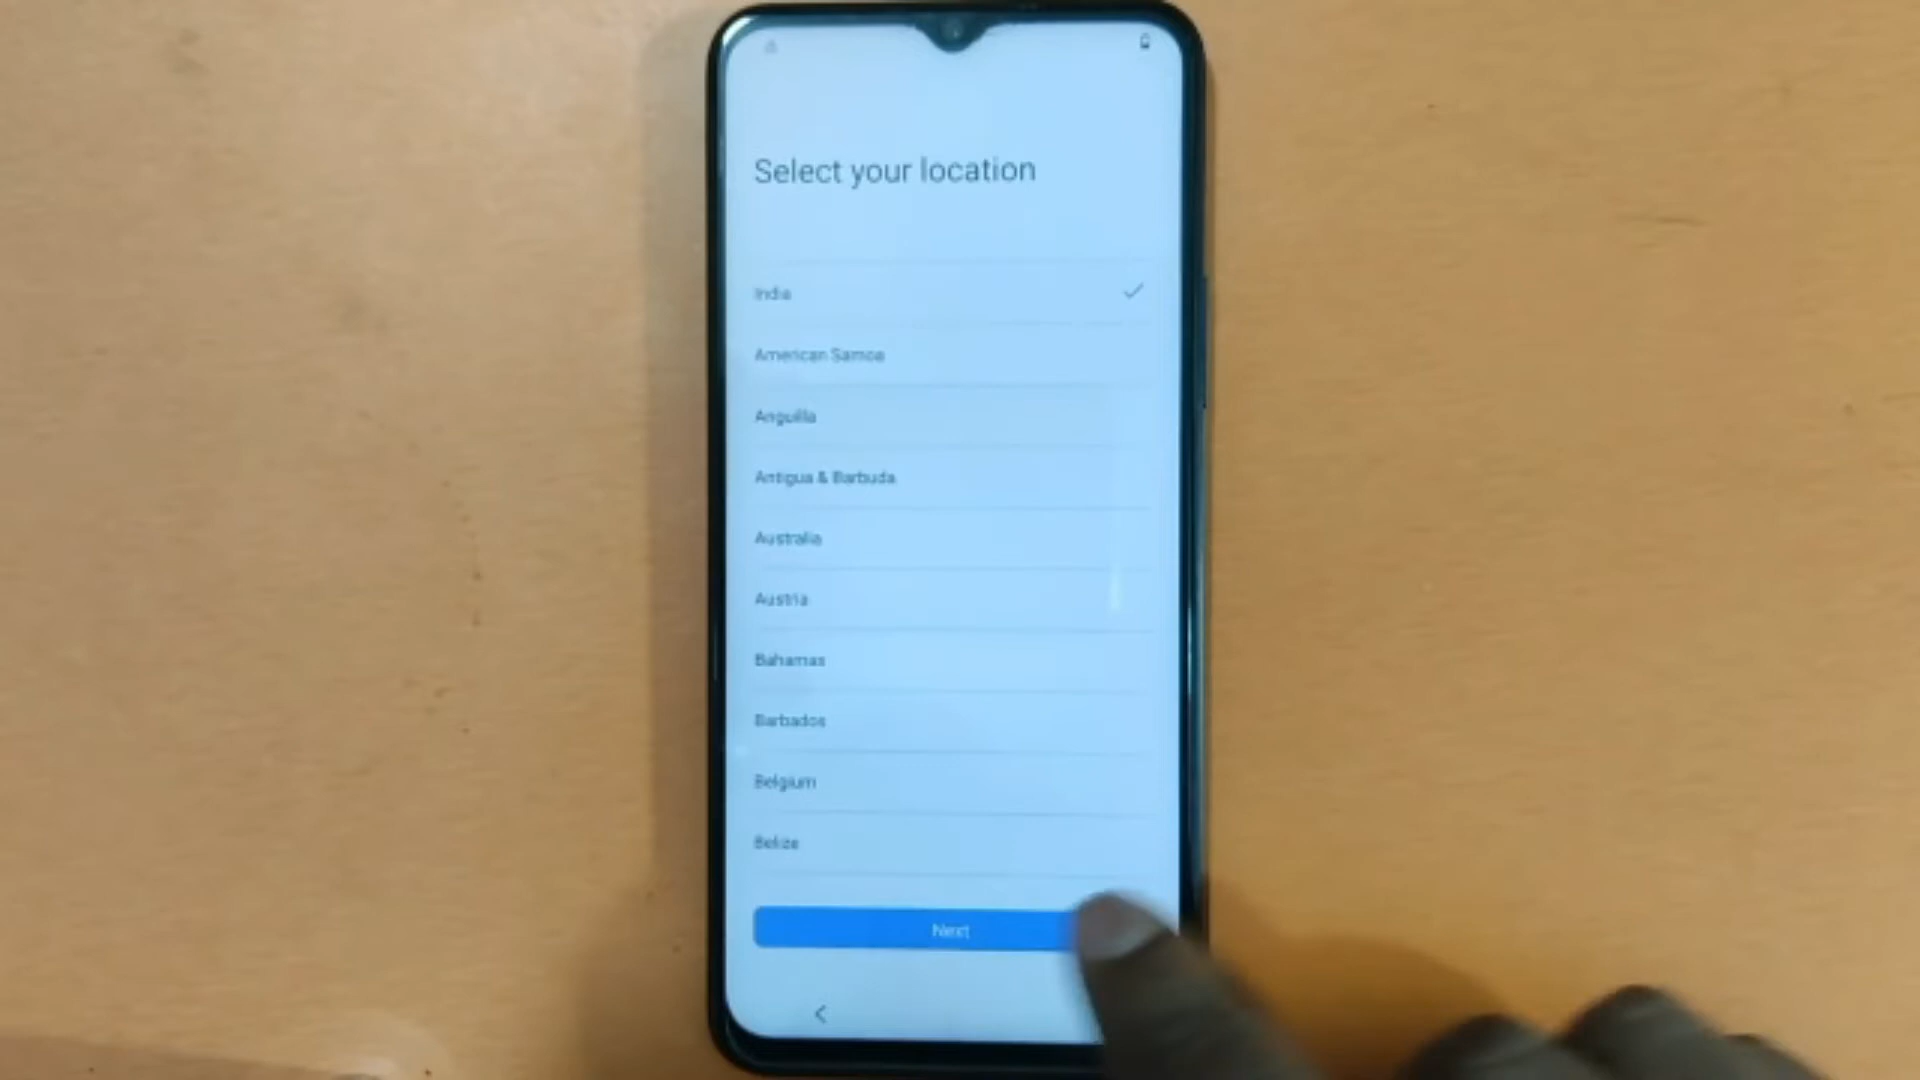 Select your location
India
American Samoa
Anguilla
Antigua & Barbuda
Australia
Austria
Bahamas
Barbados
Belgium
Belize
Next